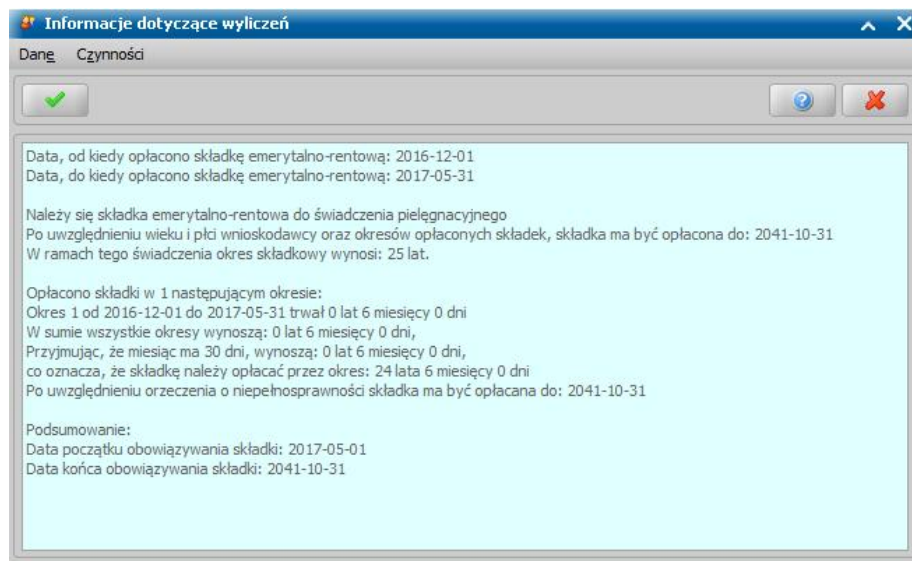 Informacje dotyczące wyliczeń
Dane Czynności
Data, od kiedy opłacono składkę emerytalno-rentową: 2016-12-01
Data, do kiedy opłacono składkę emerytalno-rentową: 2017-05-31
Należy się składka emerytalno-rentowa do świadczenia pielęgnacyjnego
Po uwzględnieniu wieku i płci wnioskodawcy oraz okresów opłaconych składek, składka ma być opłacona do: 2041-10-31
W ramach tego świadczenia okres składkowy wynosi: 25 lat.
Opłacono składki w 1 następującym okresie:
Okres 1 od 2016-12-01 do 2017-05-31 trwał 0 lat 6 miesięcy 0 dni
W sumie wszystkie okresy wynoszą: 0 lat 6 miesięcy 0 dni,
Przyjmując, że miesiąc ma 30 dni, wynoszą: 0 lat 6 miesięcy 0 dni,
co oznacza, że składkę należy opłacać przez okres: 24 lata 6 miesięcy 0 dni
Po uwzględnieniu orzeczenia o niepełnosprawności składka ma być opłacana do: 2041-10-31
Podsumowanie:
Data początku obowiązywania składki: 2017-05-01
Data końca obowiązywania składki: 2041-10-31